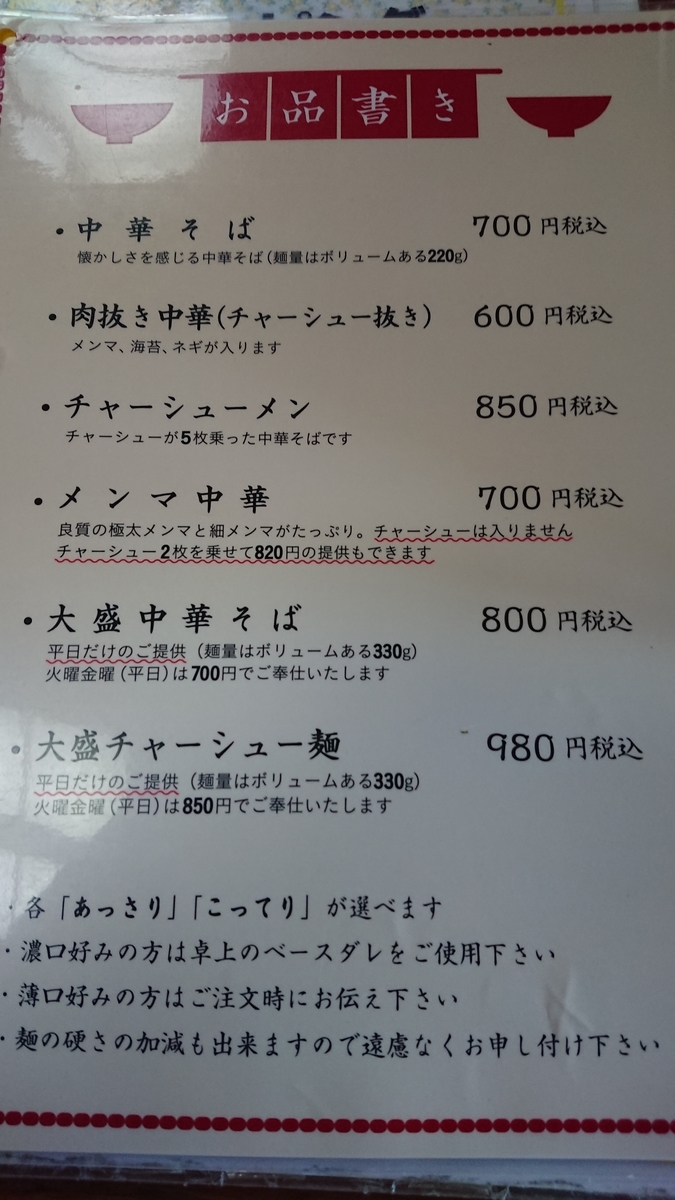 お品書き
・中華そば 700円税込
懐かしさを感じる中華そば(麺量はボリュームある220g)
・肉抜き中華(チャーシュー抜き) 600円税込
メンマ、海苔、ネギが入ります
・チャーシューメン 850円税込
チャーシューが5枚乗った中華そばです
・メンマ中華 700円税込
良質の極太メンマと細メンマがたっぷり。チャーシューは入りません
チャーシュー2枚を乗せて820円の提供もできます
・大盛中華そば 800円税込
平日だけのご提供(麺量はボリュームある330g)
火曜金曜(平日)は700円でご奉仕いたします
・大盛チャーシュー麺 980円税込
平日だけのご提供(麺量はボリュームある330g)
火曜金曜(平日)は850円でご奉仕いたします
・各「あっさり」「こってり」が選べます
・濃口好みの方は卓上のベースダレをご使用下さい
・薄口好みの方はご注文時にお伝え下さい
・麺の硬さの加減も出来ますので遠慮なくお申し付け下さい